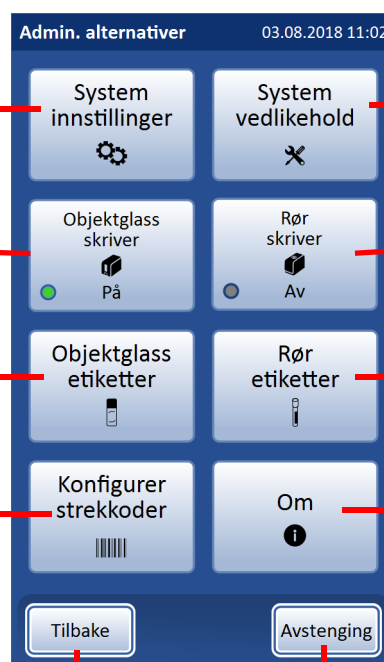 Admin. alternativer
03.08.2018 11:02
System
innstillinger
System
vedlikehold
Objektglass
skriver
På
Rør
skriver
Av
Objektglass
etiketter
Rør
etiketter
Konfigurer
strekkoder
Om
Tilbake
Avstenging